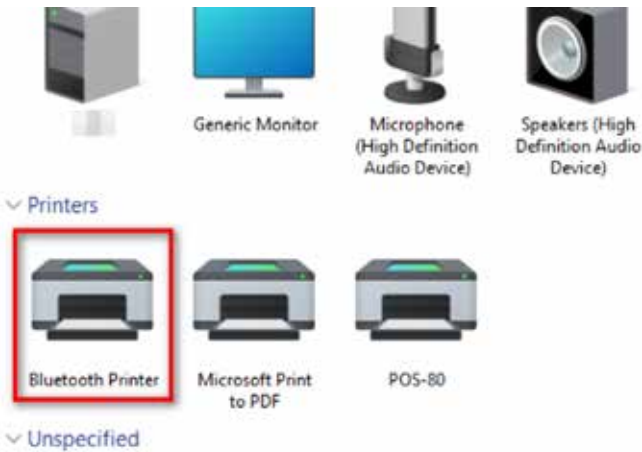 Generic Monitor
Microphone
(High Definition
Audio Device)
Speakers (High
Definition Audio
Device)
Printers
Bluetooth Printer
Microsoft Print
to PDF
POS-80
Unspecified